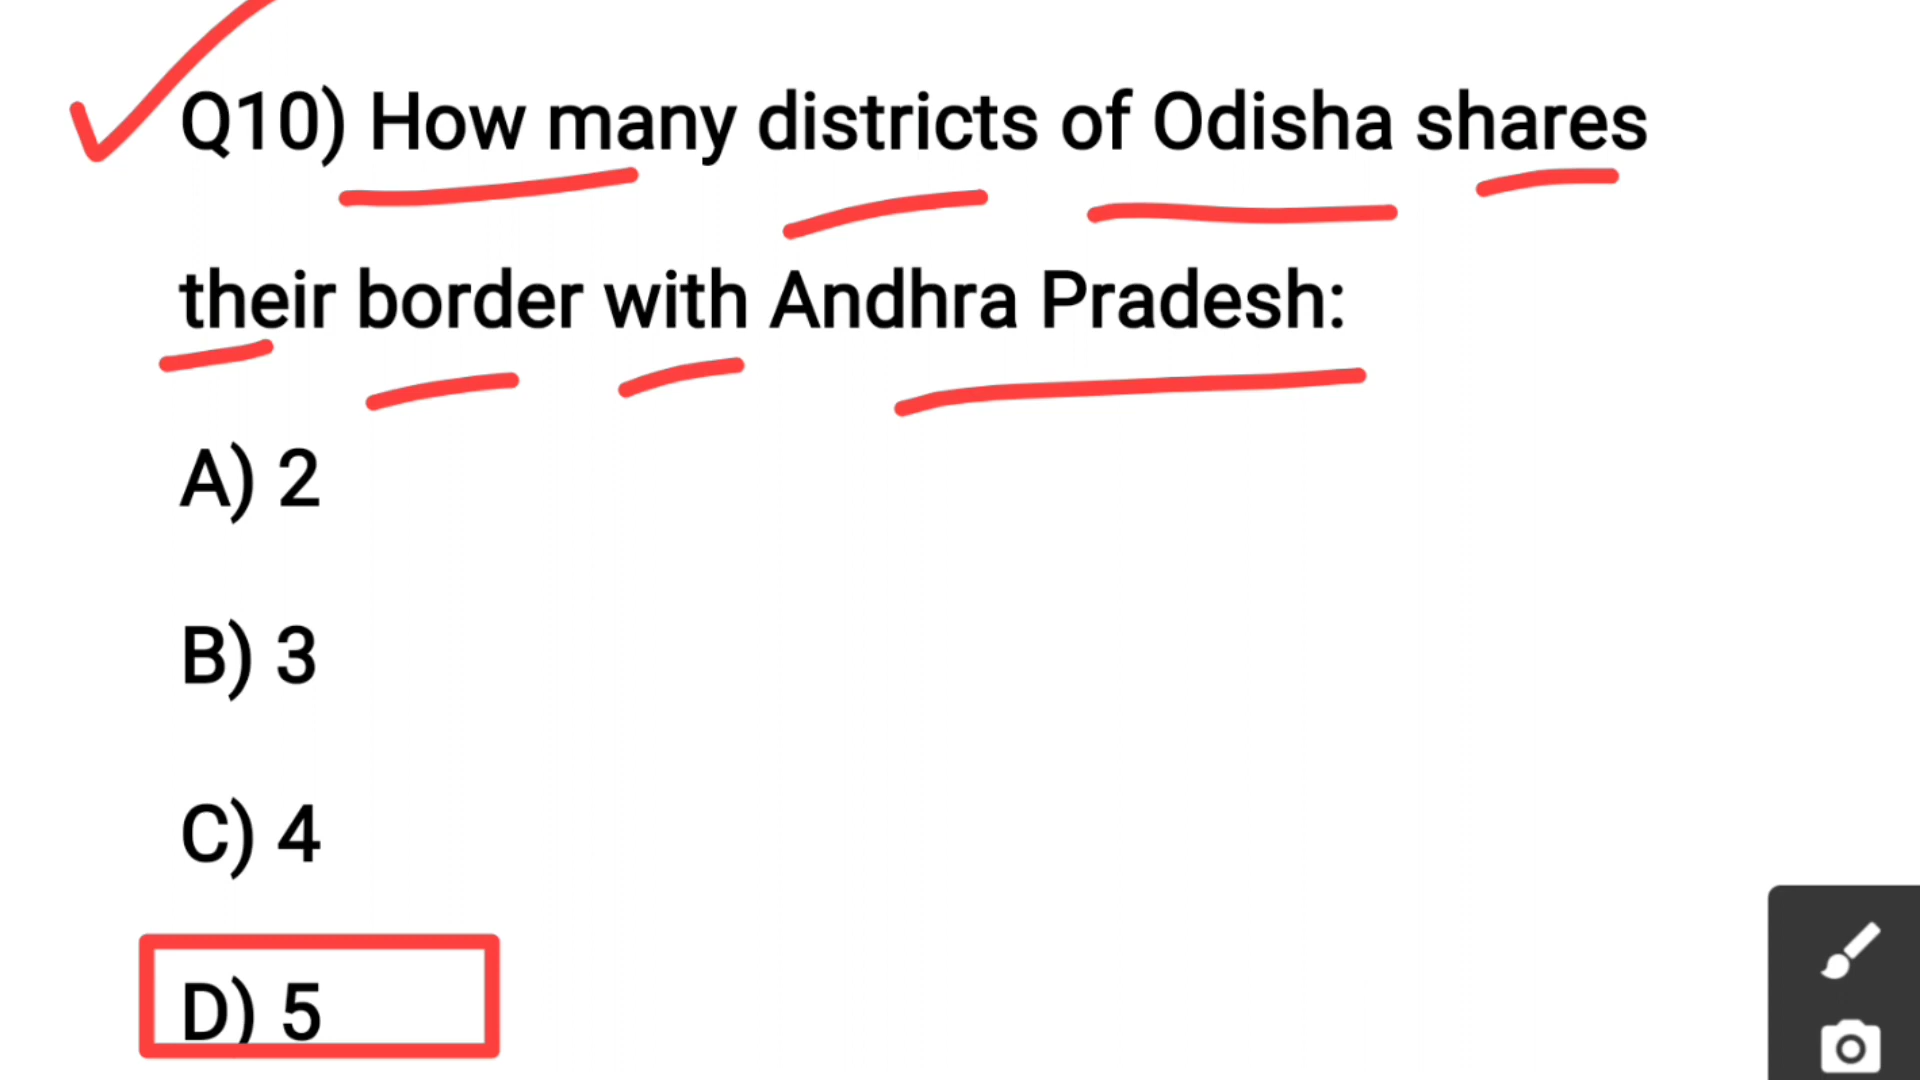 Q10) How many districts of Odisha shares
their border with Andhra Pradesh:
A) 2
B) 3
C) 4
D) 5